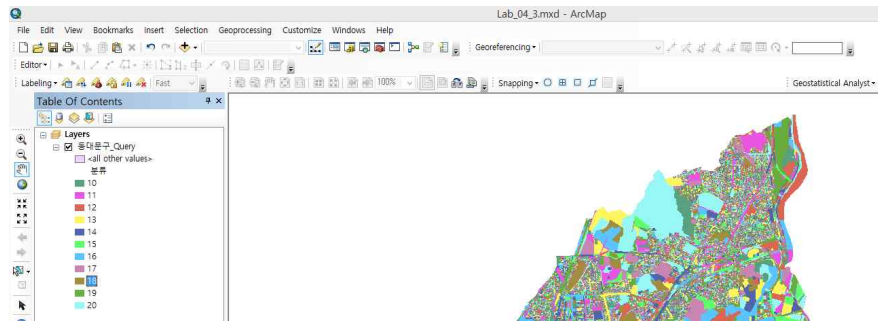 Lab_04_3.mxd - ArcMap
File Edit View Bookmarks Insert Selection Geoprocessing Customize Windows Help
Georeferencing
Editor
Labeling Fast 100% Snapping Geostatistical Analyst
Table Of Contents
Layers
동대문구_Query
<all other values>
분류
10
11
12
13
14
15
16
17
18
19
20